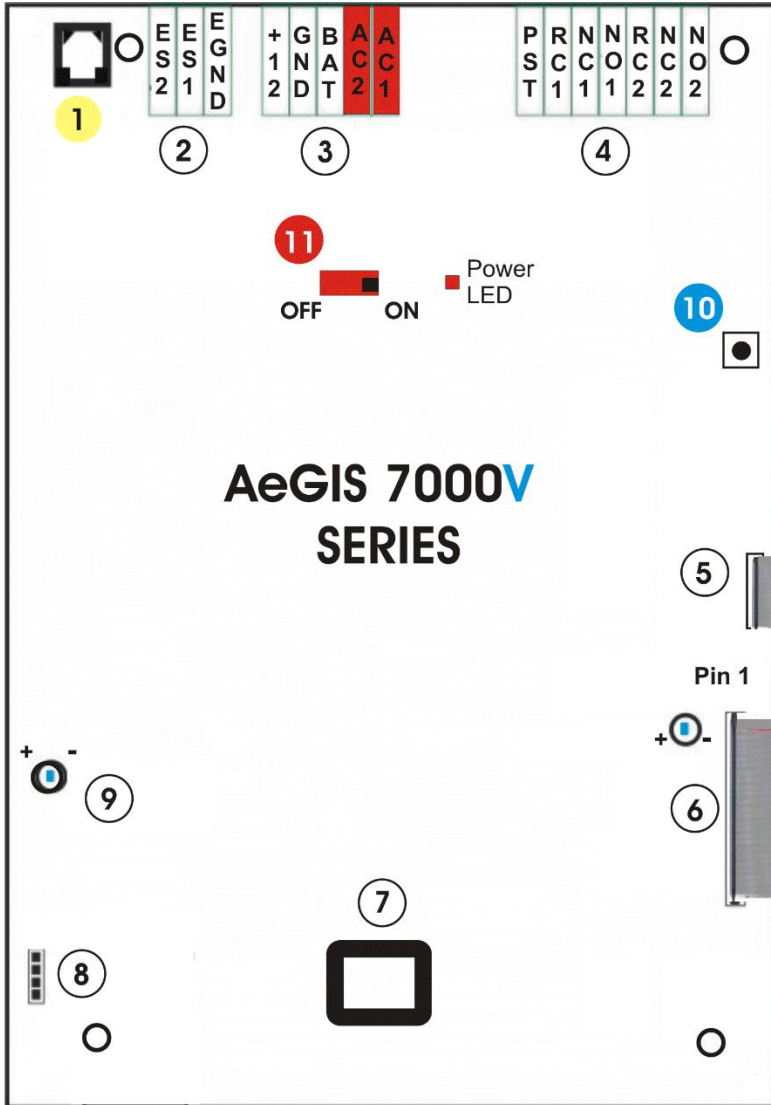 ES2 ES1 EGND +12 GND BAT AC2 AC1 PST RC1 NC1 NO1 RC2 NC2 NO2
1 2 3 4
11
Power
LED
OFF ON
10
AeGIS 7000V
SERIES
5
Pin 1
+ -
+ -
9
6
7
8